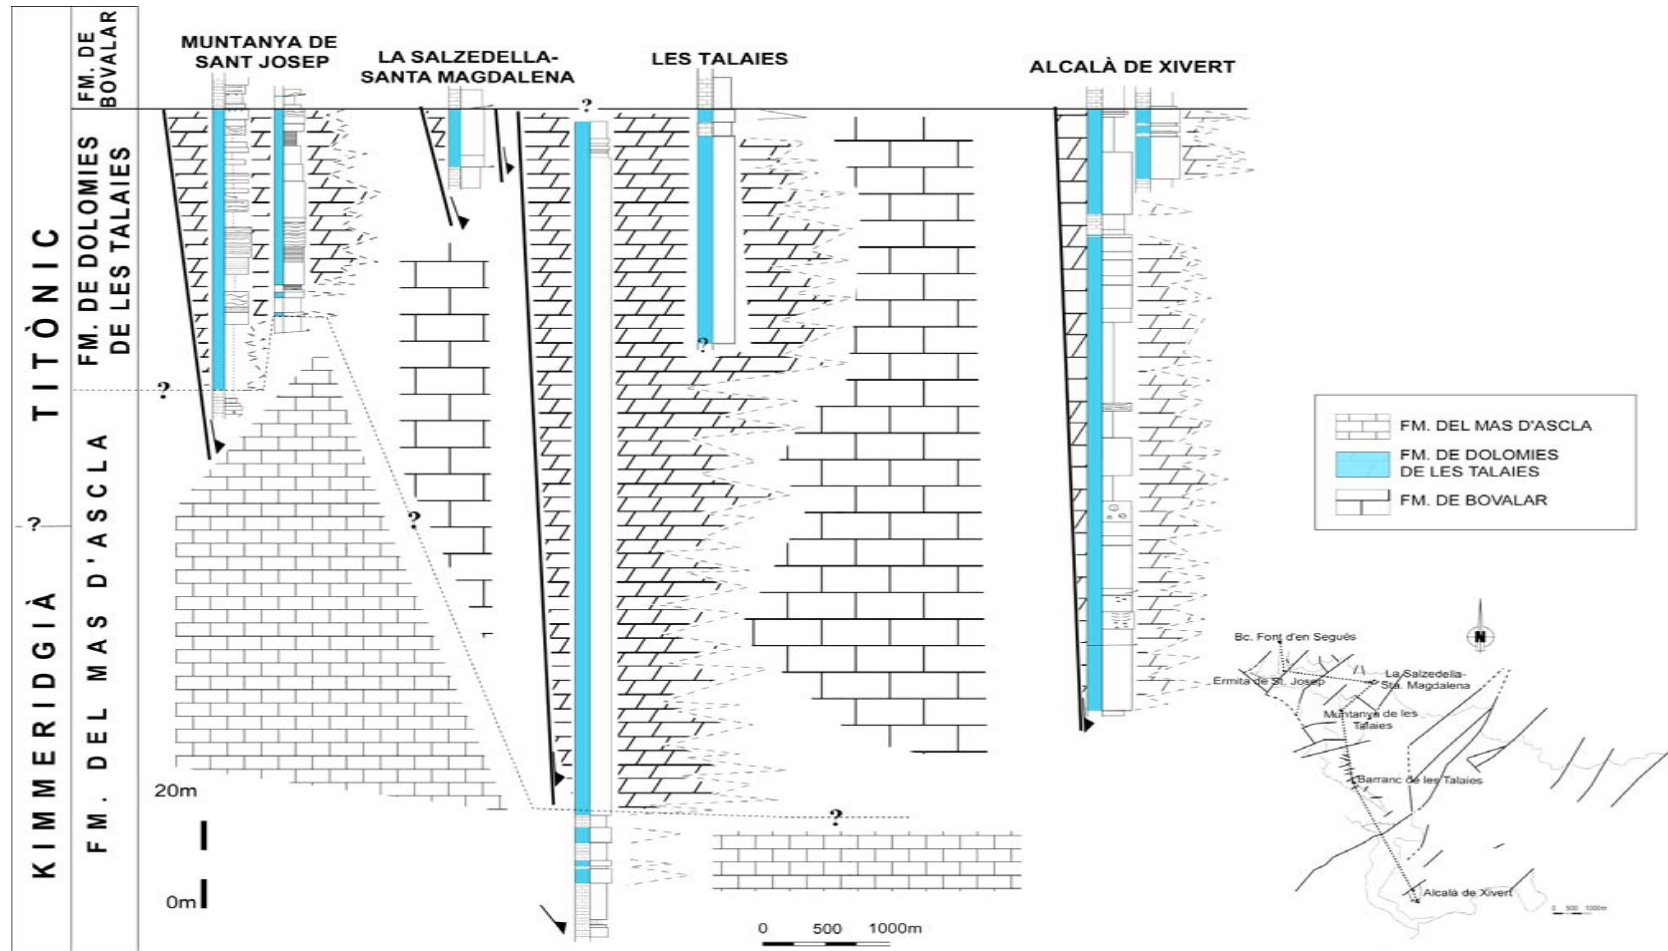 FM. DE
BOVALAR
TITÒNIC
FM. DE DOLOMIES
DE LES TALAIES
?
KIMMERIDGIÀ
FM. DEL MAS D'ASCLA
MUNTANYA DE
SANT JOSEP
LA SALZEDELLA-
SANTA MAGDALENA
LES TALAIES
ALCALÀ DE XIVERT
?
?
?
?
?
20m
0m
0 500 1000m
FM. DEL MAS D'ASCLA
FM. DE DOLOMIES
DE LES TALAIES
FM. DE BOVALAR
N
Bc. Font d'en Segués
Ermita de St. Josep
La Salzedella-
Sta. Magdalena
Muntanya de les
Talaies
Barranc de les Talaies
Alcalà de Xivert
0 500 1000m